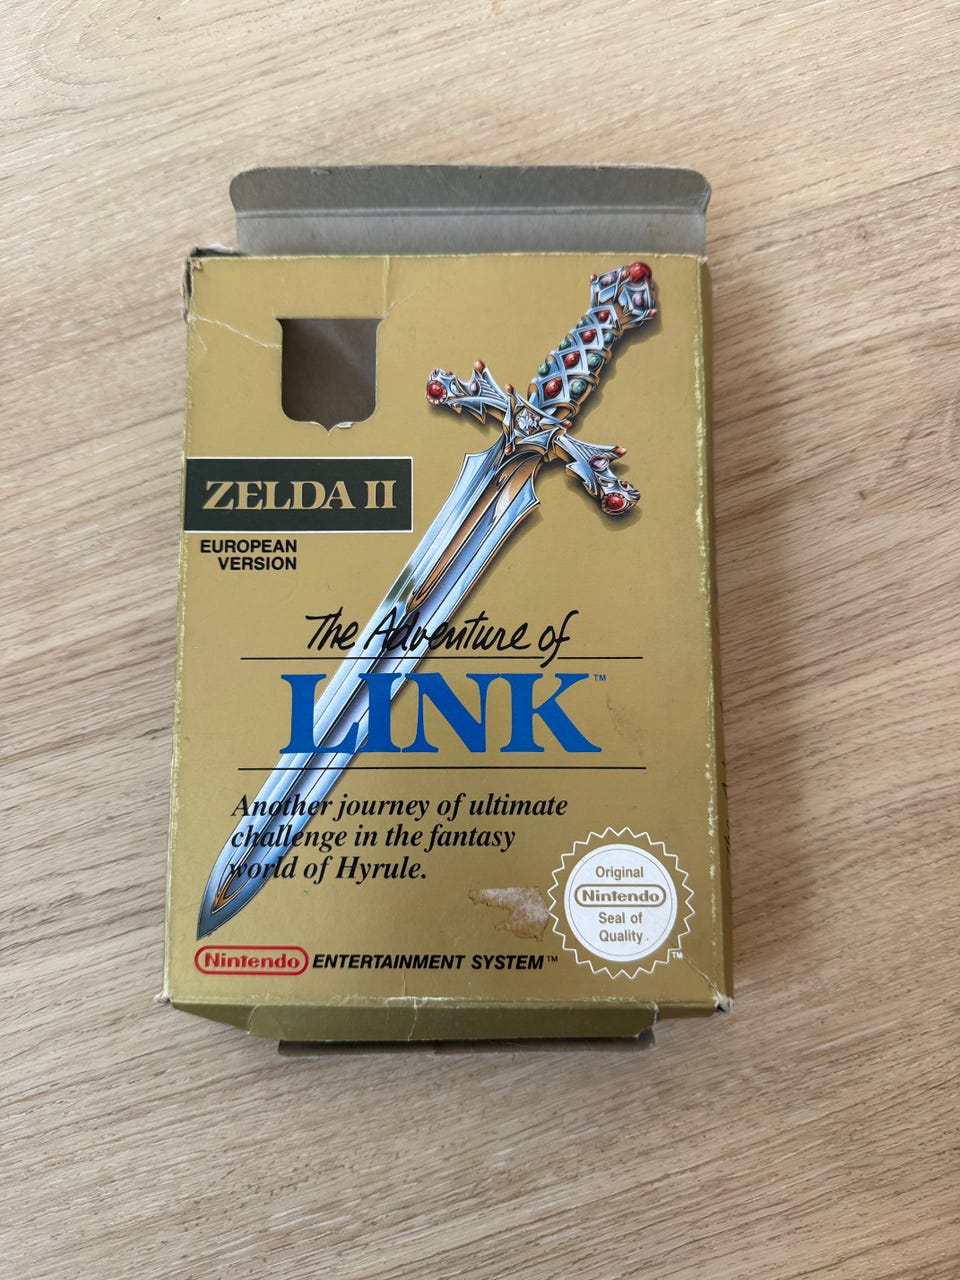 ZELDA II
EUROPEAN
VERSION
The Adventure of
LINK™
Another journey of ultimate
challenge in the fantasy
world of Hyrule.
Original
Nintendo
Seal of
Quality
™
Nintendo ENTERTAINMENT SYSTEM™